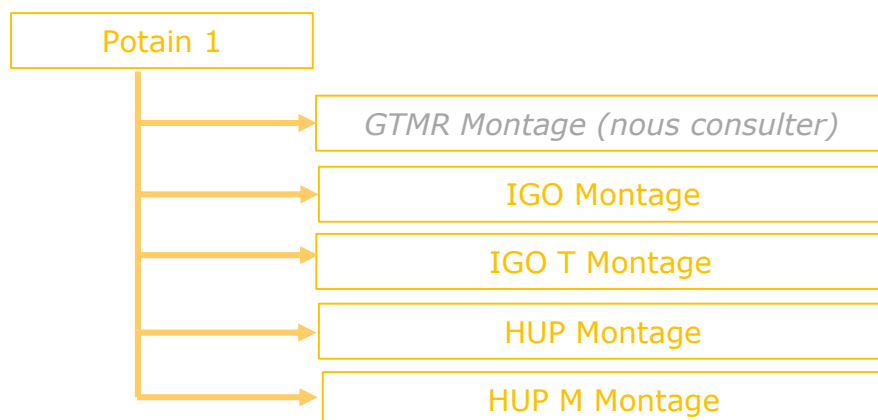 Potain 1
GTMR Montage (nous consulter)
IGO Montage
IGO T Montage
HUP Montage
HUP M Montage